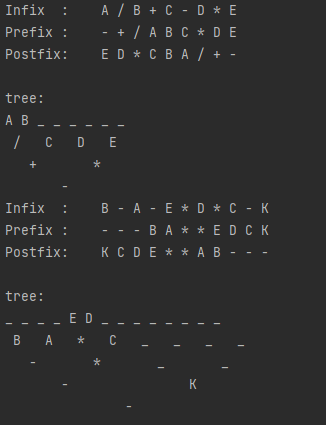 Infix  :    A / B + C - D * E
Prefix :    - + / A B C * D E
Postfix:    E D * C B A / + -
tree:
A B _ _ _ _ _ _
 /   C   D   E
   +       *
       -
Infix  :    B - A - E * D * C - K
Prefix :    - - - B A * * E D C K
Postfix:    K C D E * * A B - - -
tree:
_ _ _ _ E D _ _ _ _ _ _ _ _
 B   A   *   C   _   _   _   _
   -       *       _       _
       -               K
               -